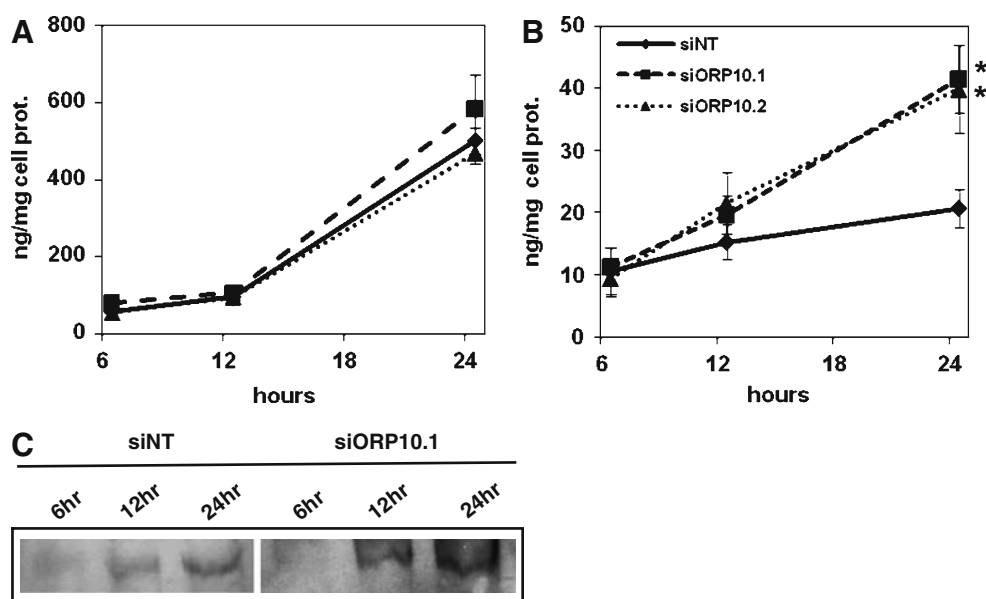 A
800
600
400
200
0
ng/mg cell prot.
6 12 18 24
hours
B
50
40
30
20
10
0
ng/mg cell prot.
siNT
siORP10.1
siORP10.2
*
*
6 12 18 24
hours
C
siNT siORP10.1
6hr 12hr 24hr 6hr 12hr 24hr